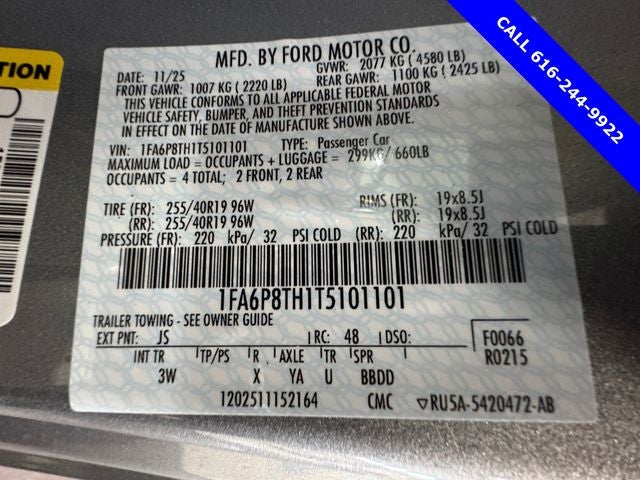 CALL 616-244-9922
TION
MFD. BY FORD MOTOR CO.
DATE: 11/25 GVWR: 2077 KG ( 4580 LB)
FRONT GAWR: 1007 KG ( 2220 LB) REAR GAWR: 1100 KG ( 2425 LB)
THIS VEHICLE CONFORMS TO ALL APPLICABLE FEDERAL MOTOR
VEHICLE SAFETY, BUMPER, AND THEFT PREVENTION STANDARDS
IN EFFECT ON THE DATE OF MANUFACTURE SHOWN ABOVE.
VIN: 1FA6P8TH1T5101101 TYPE: Passenger Car
MAXIMUM LOAD = OCCUPANTS + LUGGAGE = 299KG/ 660LB
OCCUPANTS = 4 TOTAL; 2 FRONT, 2 REAR
TIRE (FR): 255/40R19 96W RIMS (FR): 19x8.5J
(RR): 255/40R19 96W (RR): 19x8.5J
PRESSURE (FR): 220 kPa/ 32 PSI COLD (RR): 220 kPa/ 32 PSI COLD
1FA6P8TH1T5101101
TRAILER TOWING - SEE OWNER GUIDE
EXT PNT: JS RC: 48 DSO: F0066
INT TR TP/PS R AXLE TR SPR R0215
3W X YA U BBDD
1202511152164 CMC ▽RU5A-5420472-AB